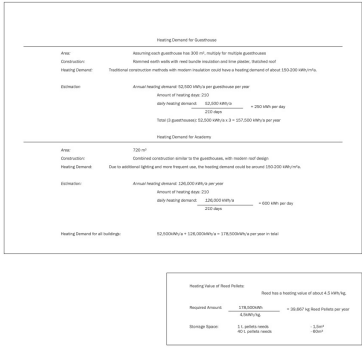 Heating Demand for Guesthouse
Area: Assuming each guesthouse has 300 m², multiply for multiple guesthouses
Construction: Rammed earth walls with reed bundle insulation and lime plaster, thatched roof
Heating Demand: Traditional construction methods with modern insulation could have a heating demand of about 150-200 kWh/m²a.
Estimation: Annual heating demand: 52,500 kWh/a per guesthouse per year
Amount of heating days: 210
daily heating demand: 52,500 kWh/a = 250 kWh per day
210 days
Total (3 guesthouses): 52,500 kWh/a x 3 = 157,500 kWh/a per year
Heating Demand for Academy
Area: 720 m²
Construction: Combined construction similar to the guesthouses, with modern roof design
Heating Demand: Due to additional lighting and more frequent use, the heating demand could be around 150-200 kWh/m²a.
Estimation: Annual heating demand: 126,000 kWh/a per year
Amount of heating days: 210
daily heating demand: 126,000 kWh/a = 600 kWh per day
210 days
Heating Demand for all buildings: 52,500kWh/a + 126,000kWh/a = 178,500kWh/a per year in total
Heating Value of Reed Pellets
Reed has a heating value of about 4.5 kWh/kg.
Required Amount: 178,500kWh = 39,667 kg Reed Pellets per year
4.5kWh/kg
Storage Space: 1 t. pellets needs - 1,5m³
40 t. pellets needs - 60m³